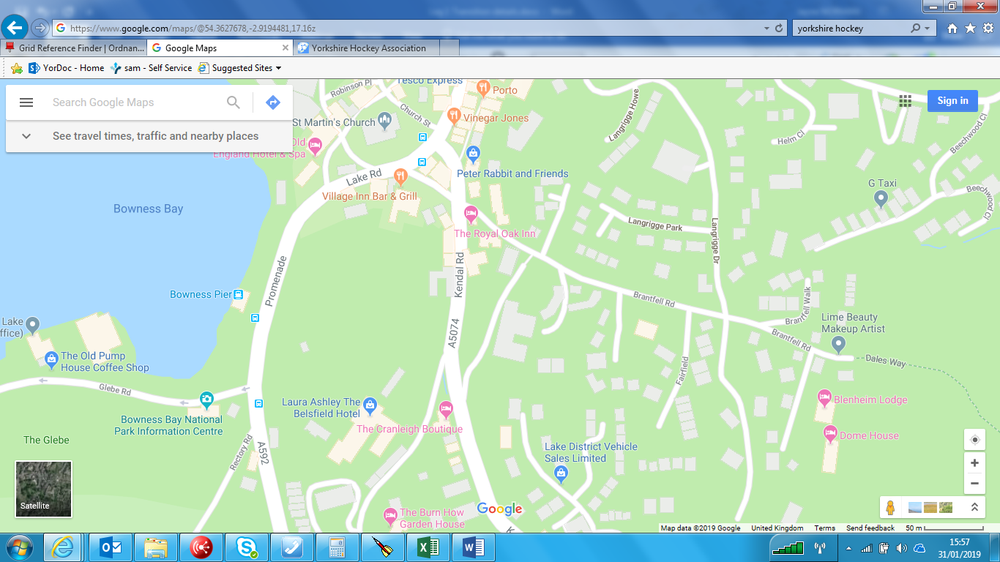 https://www.google.com/maps/@54.3627678,-2.9194481,17.16z
yorkshire hockey
Grid Reference Finder | Ordnan...
Google Maps
Yorkshire Hockey Association
YorDoc - Home
sam - Self Service
Suggested Sites
Search Google Maps
See travel times, traffic and nearby places
Sign in
Robinson Pl
Tesco Express
Porto
Church St
Vinegar Jones
St Martin's Church
Old
England Hotel & Spa
Lake Rd
Peter Rabbit and Friends
Village Inn Bar & Grill
Langrigge Howe
Helm Cl
Beechwood Cl
G Taxi
Beechwood Cl
Bowness Bay
The Royal Oak Inn
Langrigge Park
Langrigge Dr
Promenade
Kendal Rd
Bowness Pier
Brantfell Rd
Brantfell Walk
Lime Beauty
Makeup Artist
Brantfell Rd
Dales Way
Lake
ffice)
A5074
The Old Pump
House Coffee Shop
Fairfield
Glebe Rd
Laura Ashley The
Belsfield Hotel
The Cranleigh Boutique
Bowness Bay National
Park Information Centre
Blenheim Lodge
Dome House
The Glebe
Rectory Rd
A592
Lake District Vehicle
Sales Limited
Satellite
The Burn How
Garden House
Google
K
Map data ©2019 Google United Kingdom Terms Send feedback 50 m
15:57
31/01/2019